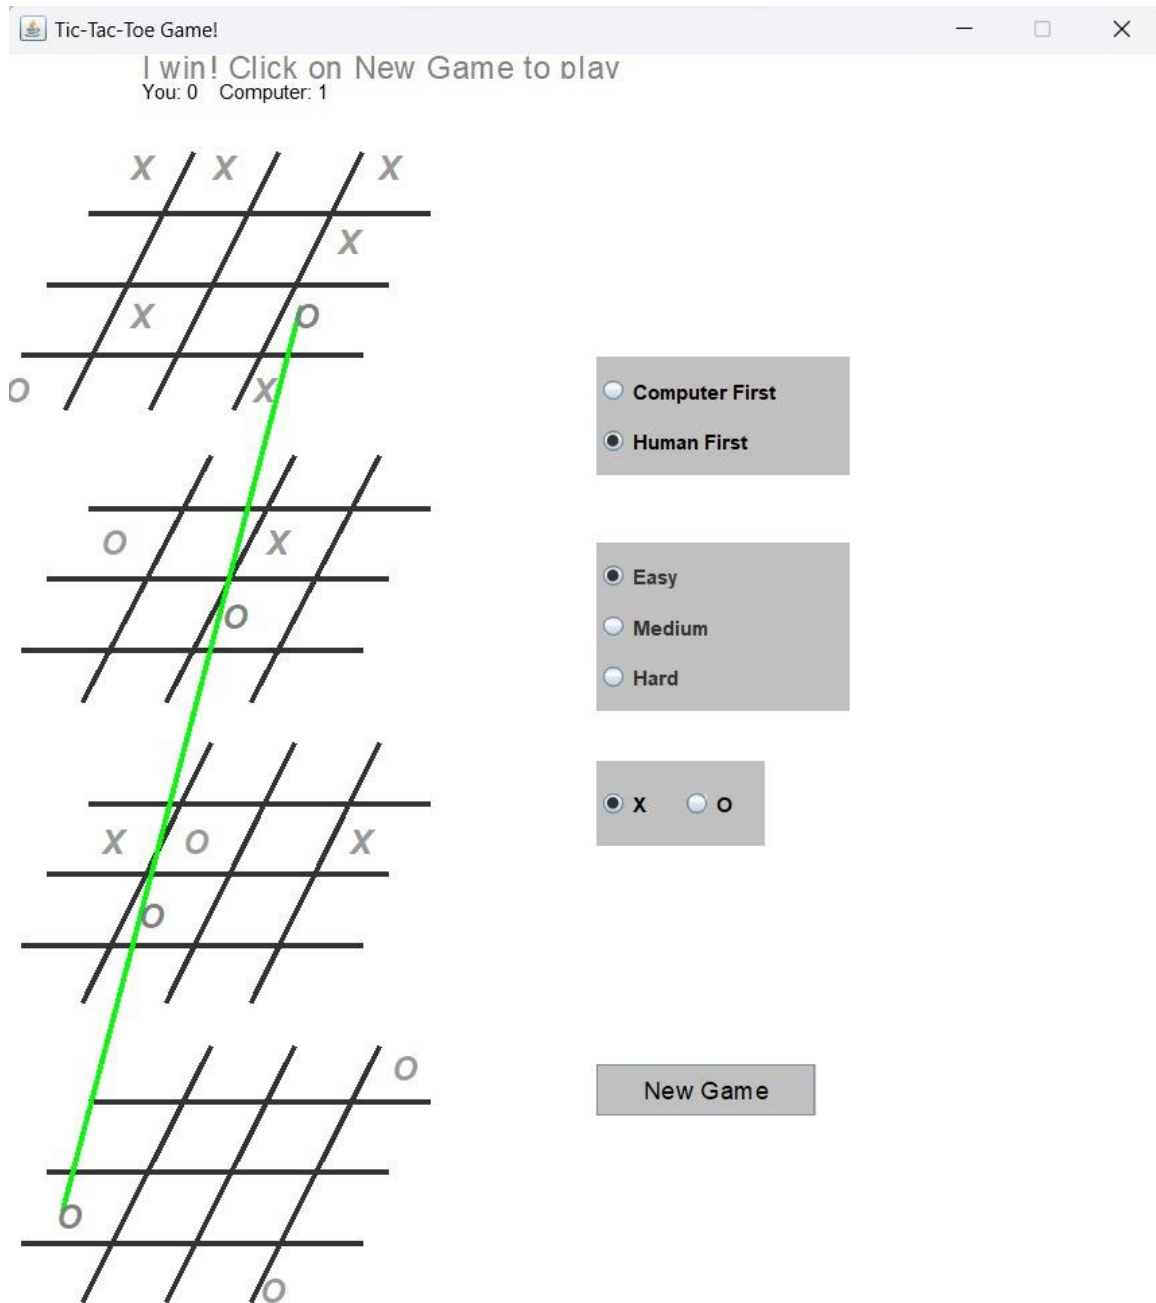 Tic-Tac-Toe Game!
I win! Click on New Game to play
You: 0 Computer: 1
X X X
X
X O
O X
Computer First
Human First
O X
O
Easy
Medium
Hard
X O X
O
X O
O
New Game
O
O